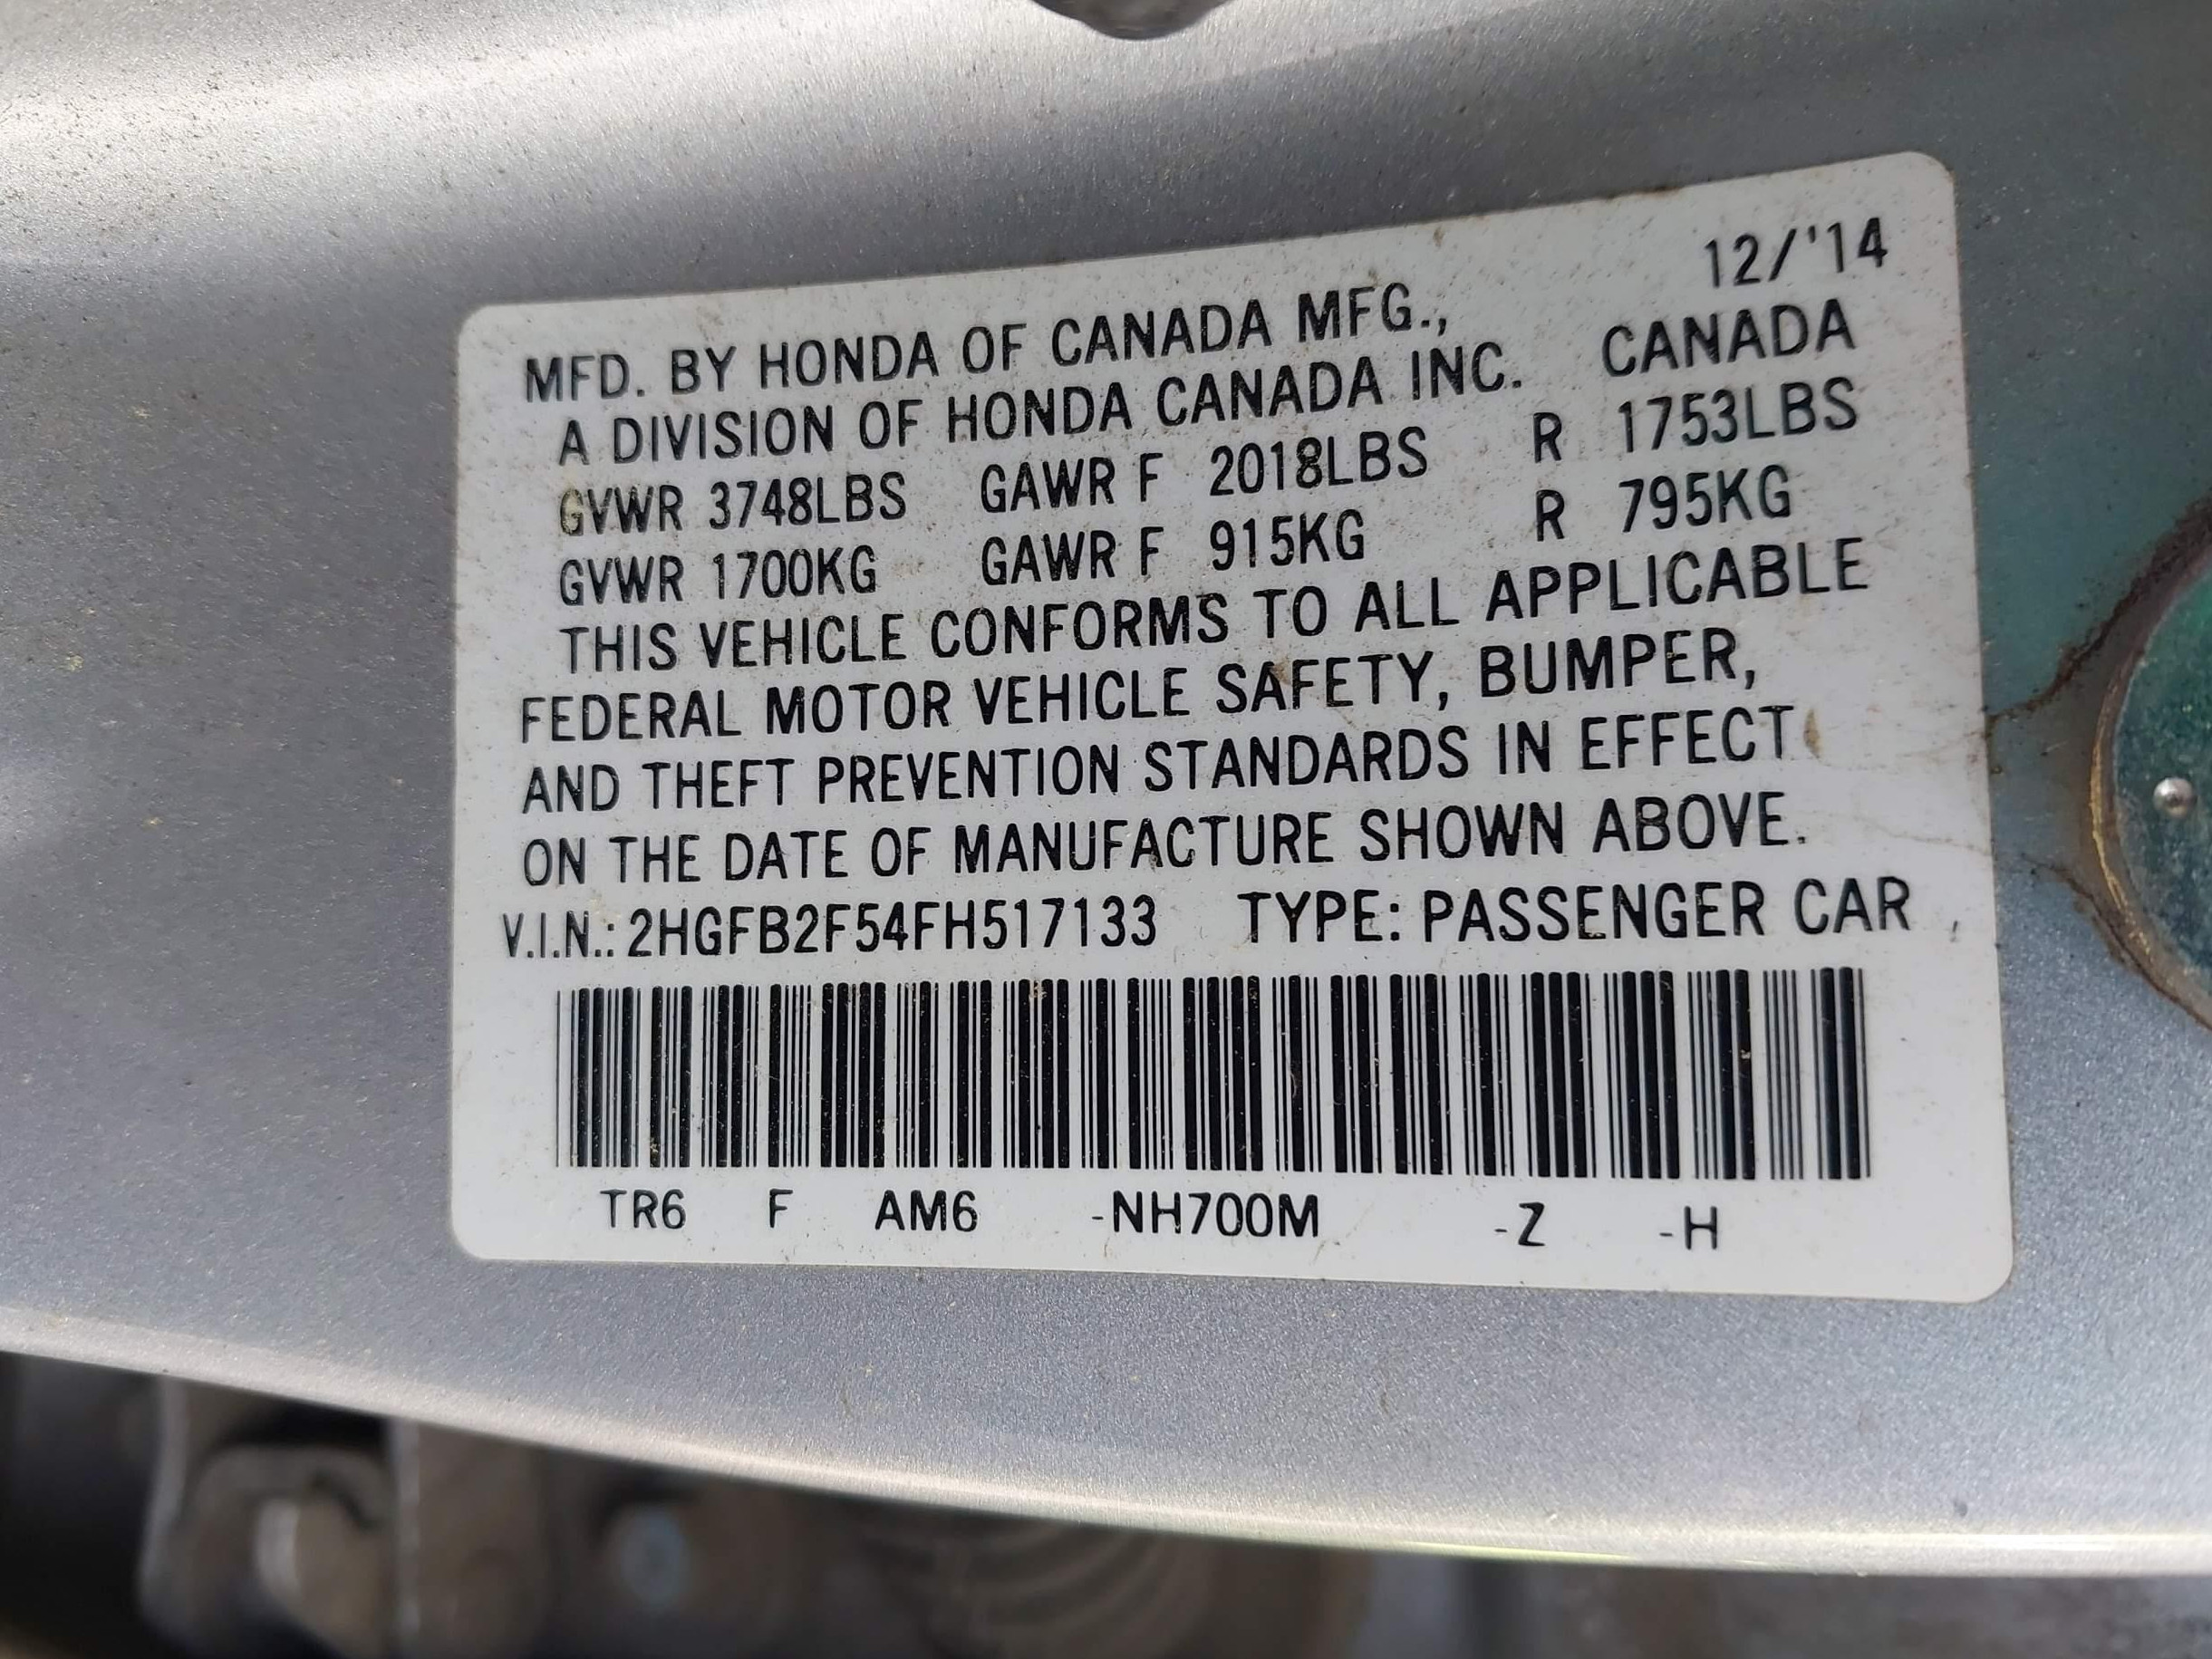 12/'14
MFD. BY HONDA OF CANADA MFG.,
A DIVISION OF HONDA CANADA INC. CANADA
GVWR 3748LBS GAWR F 2018LBS R 1753LBS
GVWR 1700KG GAWR F 915KG R 795KG
THIS VEHICLE CONFORMS TO ALL APPLICABLE
FEDERAL MOTOR VEHICLE SAFETY, BUMPER,
AND THEFT PREVENTION STANDARDS IN EFFECT
ON THE DATE OF MANUFACTURE SHOWN ABOVE.
V.I.N.: 2HGFB2F54FH517133 TYPE: PASSENGER CAR
TR6 F AM6 -NH700M -Z -H